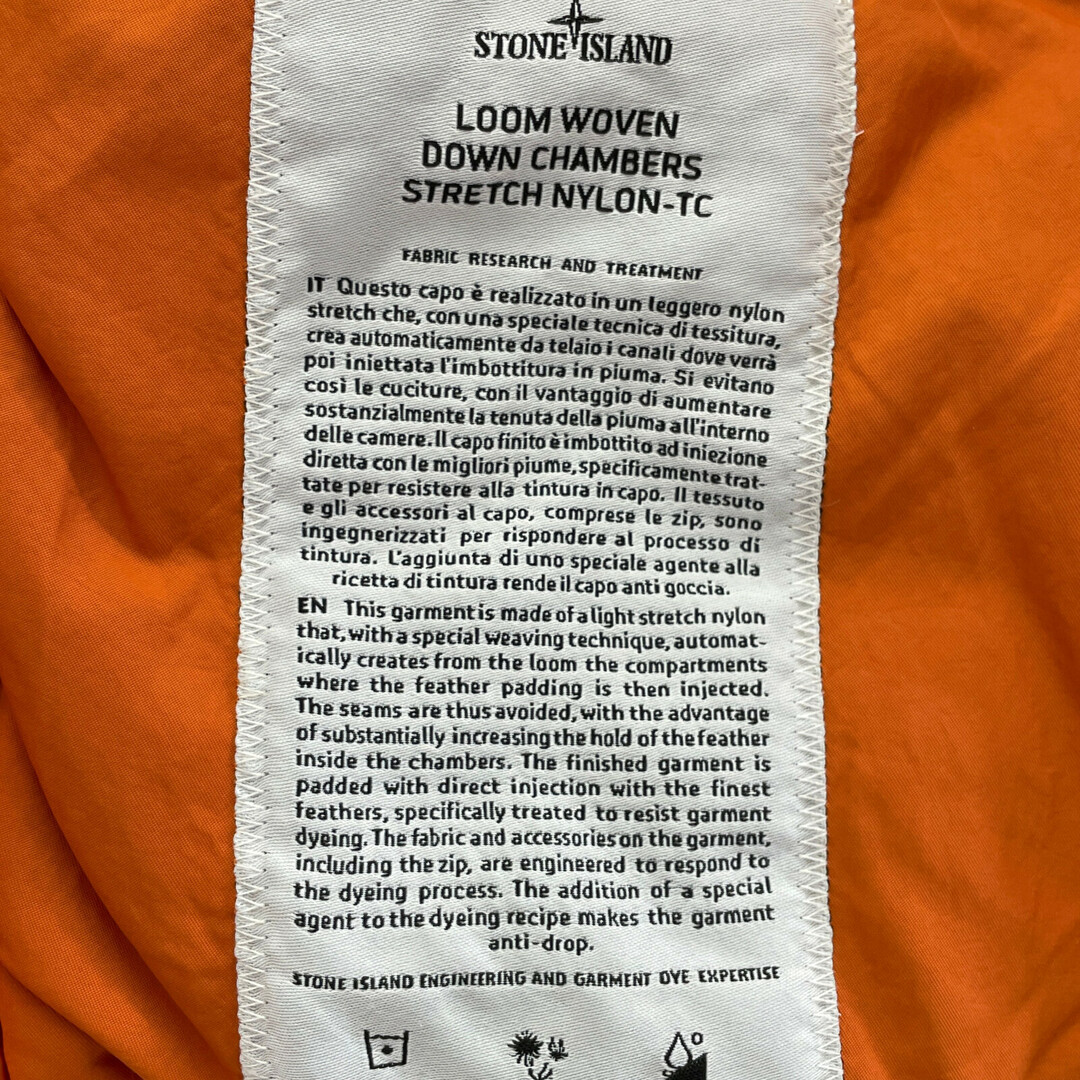 STONE ISLAND
LOOM WOVEN
DOWN CHAMBERS
STRETCH NYLON-TC
FABRIC RESEARCH AND TREATMENT
IT Questo capo è realizzato in un leggero nylon
stretch che, con una speciale tecnica di tessitura,
crea automaticamente da telaio i canali dove verrà
poi iniettata l'imbottitura in piuma. Si evitano
così le cuciture, con il vantaggio di aumentare
sostanzialmente la tenuta della piuma all'interno
delle camere. Il capo finito è imbottito ad iniezione
diretta con le migliori piume, specificamente trat-
tate per resistere alla tintura in capo. Il tessuto
e gli accessori al capo, comprese le zip, sono
ingegnerizzati per rispondere al processo di
tintura. L'aggiunta di uno speciale agente alla
ricetta di tintura rende il capo anti goccia.
EN This garment is made of a light stretch nylon
that, with a special weaving technique, automat-
ically creates from the loom the compartments
where the feather padding is then injected.
The seams are thus avoided, with the advantage
of substantially increasing the hold of the feather
inside the chambers. The finished garment is
padded with direct injection with the finest
feathers, specifically treated to resist garment
dyeing. The fabric and accessories on the garment,
including the zip, are engineered to respond to
the dyeing process. The addition of a special
agent to the dyeing recipe makes the garment
anti-drop.
STONE ISLAND ENGINEERING AND GARMENT DYE EXPERTISE